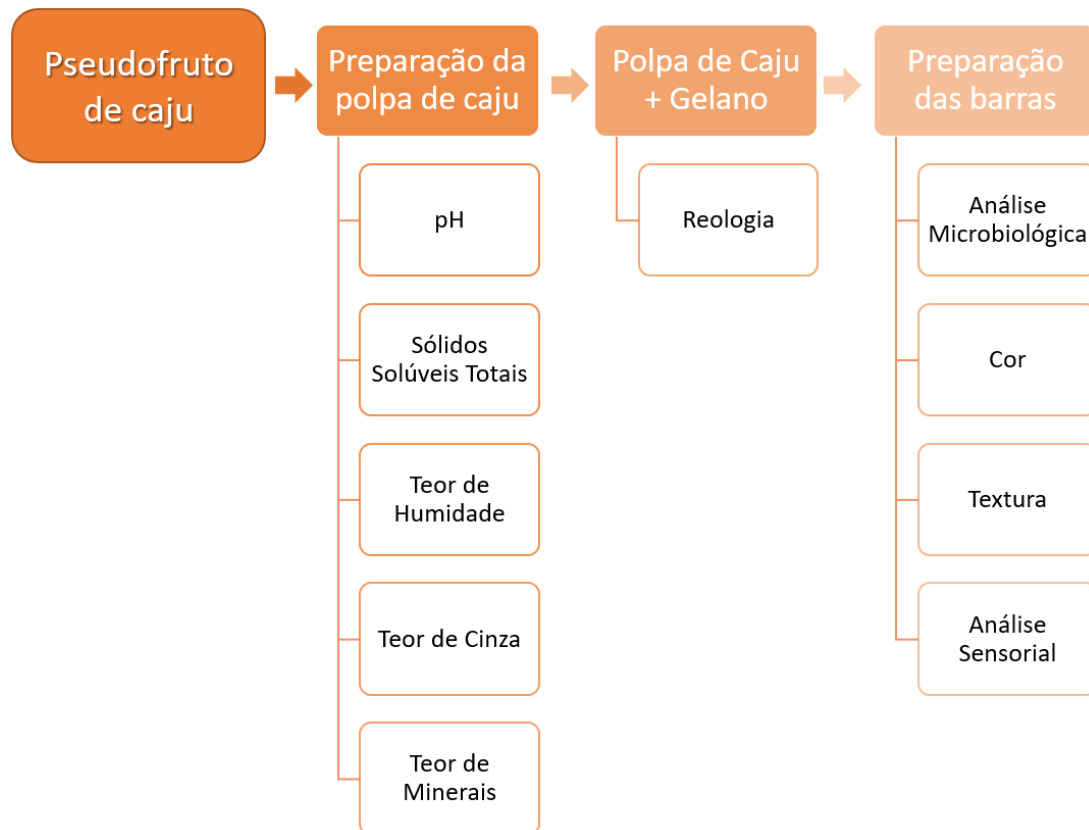 Pseudofruto
de caju
Preparação da
polpa de caju
Polpa de Caju
+ Gelano
Preparação
das barras
pH
Sólidos
Solúveis Totais
Teor de
Humidade
Teor de Cinza
Teor de
Minerais
Reologia
Análise
Microbiológica
Cor
Textura
Análise
Sensorial